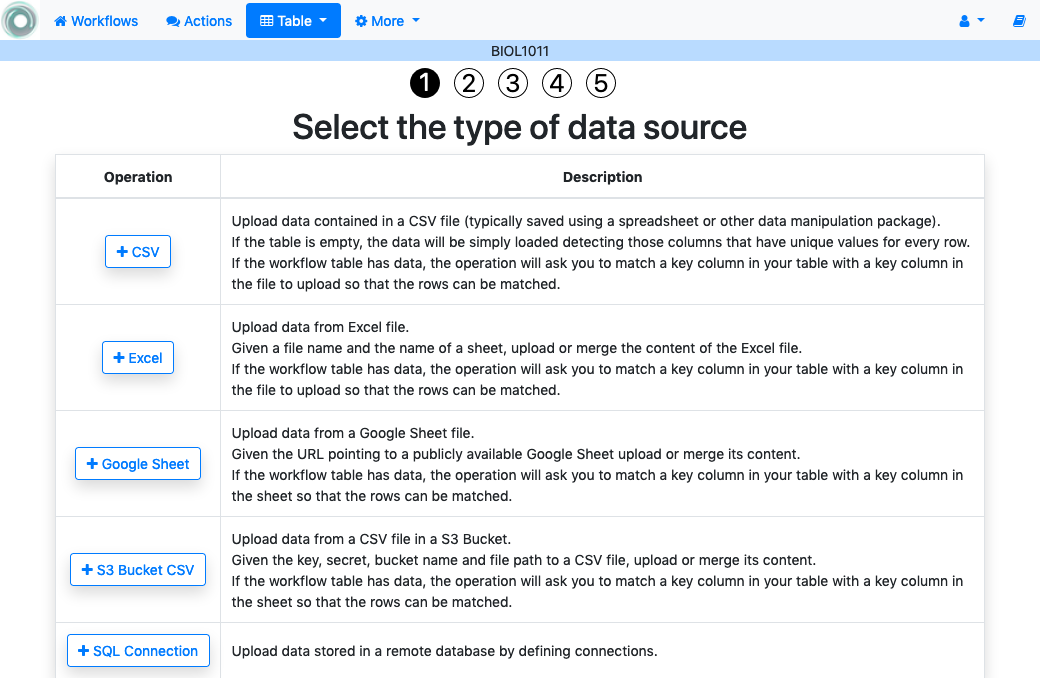 Workflows Actions Table More
BIOL1011
1 2 3 4 5
Select the type of data source
Operation Description
CSV
Upload data contained in a CSV file (typically saved using a spreadsheet or other data manipulation package).
If the table is empty, the data will be simply loaded detecting those columns that have unique values for every row.
If the workflow table has data, the operation will ask you to match a key column in your table with a key column in
the file to upload so that the rows can be matched.
Excel
Upload data from Excel file.
Given a file name and the name of a sheet, upload or merge the content of the Excel file.
If the workflow table has data, the operation will ask you to match a key column in your table with a key column in
the file to upload so that the rows can be matched.
Google Sheet
Upload data from a Google Sheet file.
Given the URL pointing to a publicly available Google Sheet upload or merge its content.
If the workflow table has data, the operation will ask you to match a key column in your table with a key column in
the sheet so that the rows can be matched.
S3 Bucket CSV
Upload data from a CSV file in a S3 Bucket.
Given the key, secret, bucket name and file path to a CSV file, upload or merge its content.
If the workflow table has data, the operation will ask you to match a key column in your table with a key column in
the sheet so that the rows can be matched.
SQL Connection
Upload data stored in a remote database by defining connections.